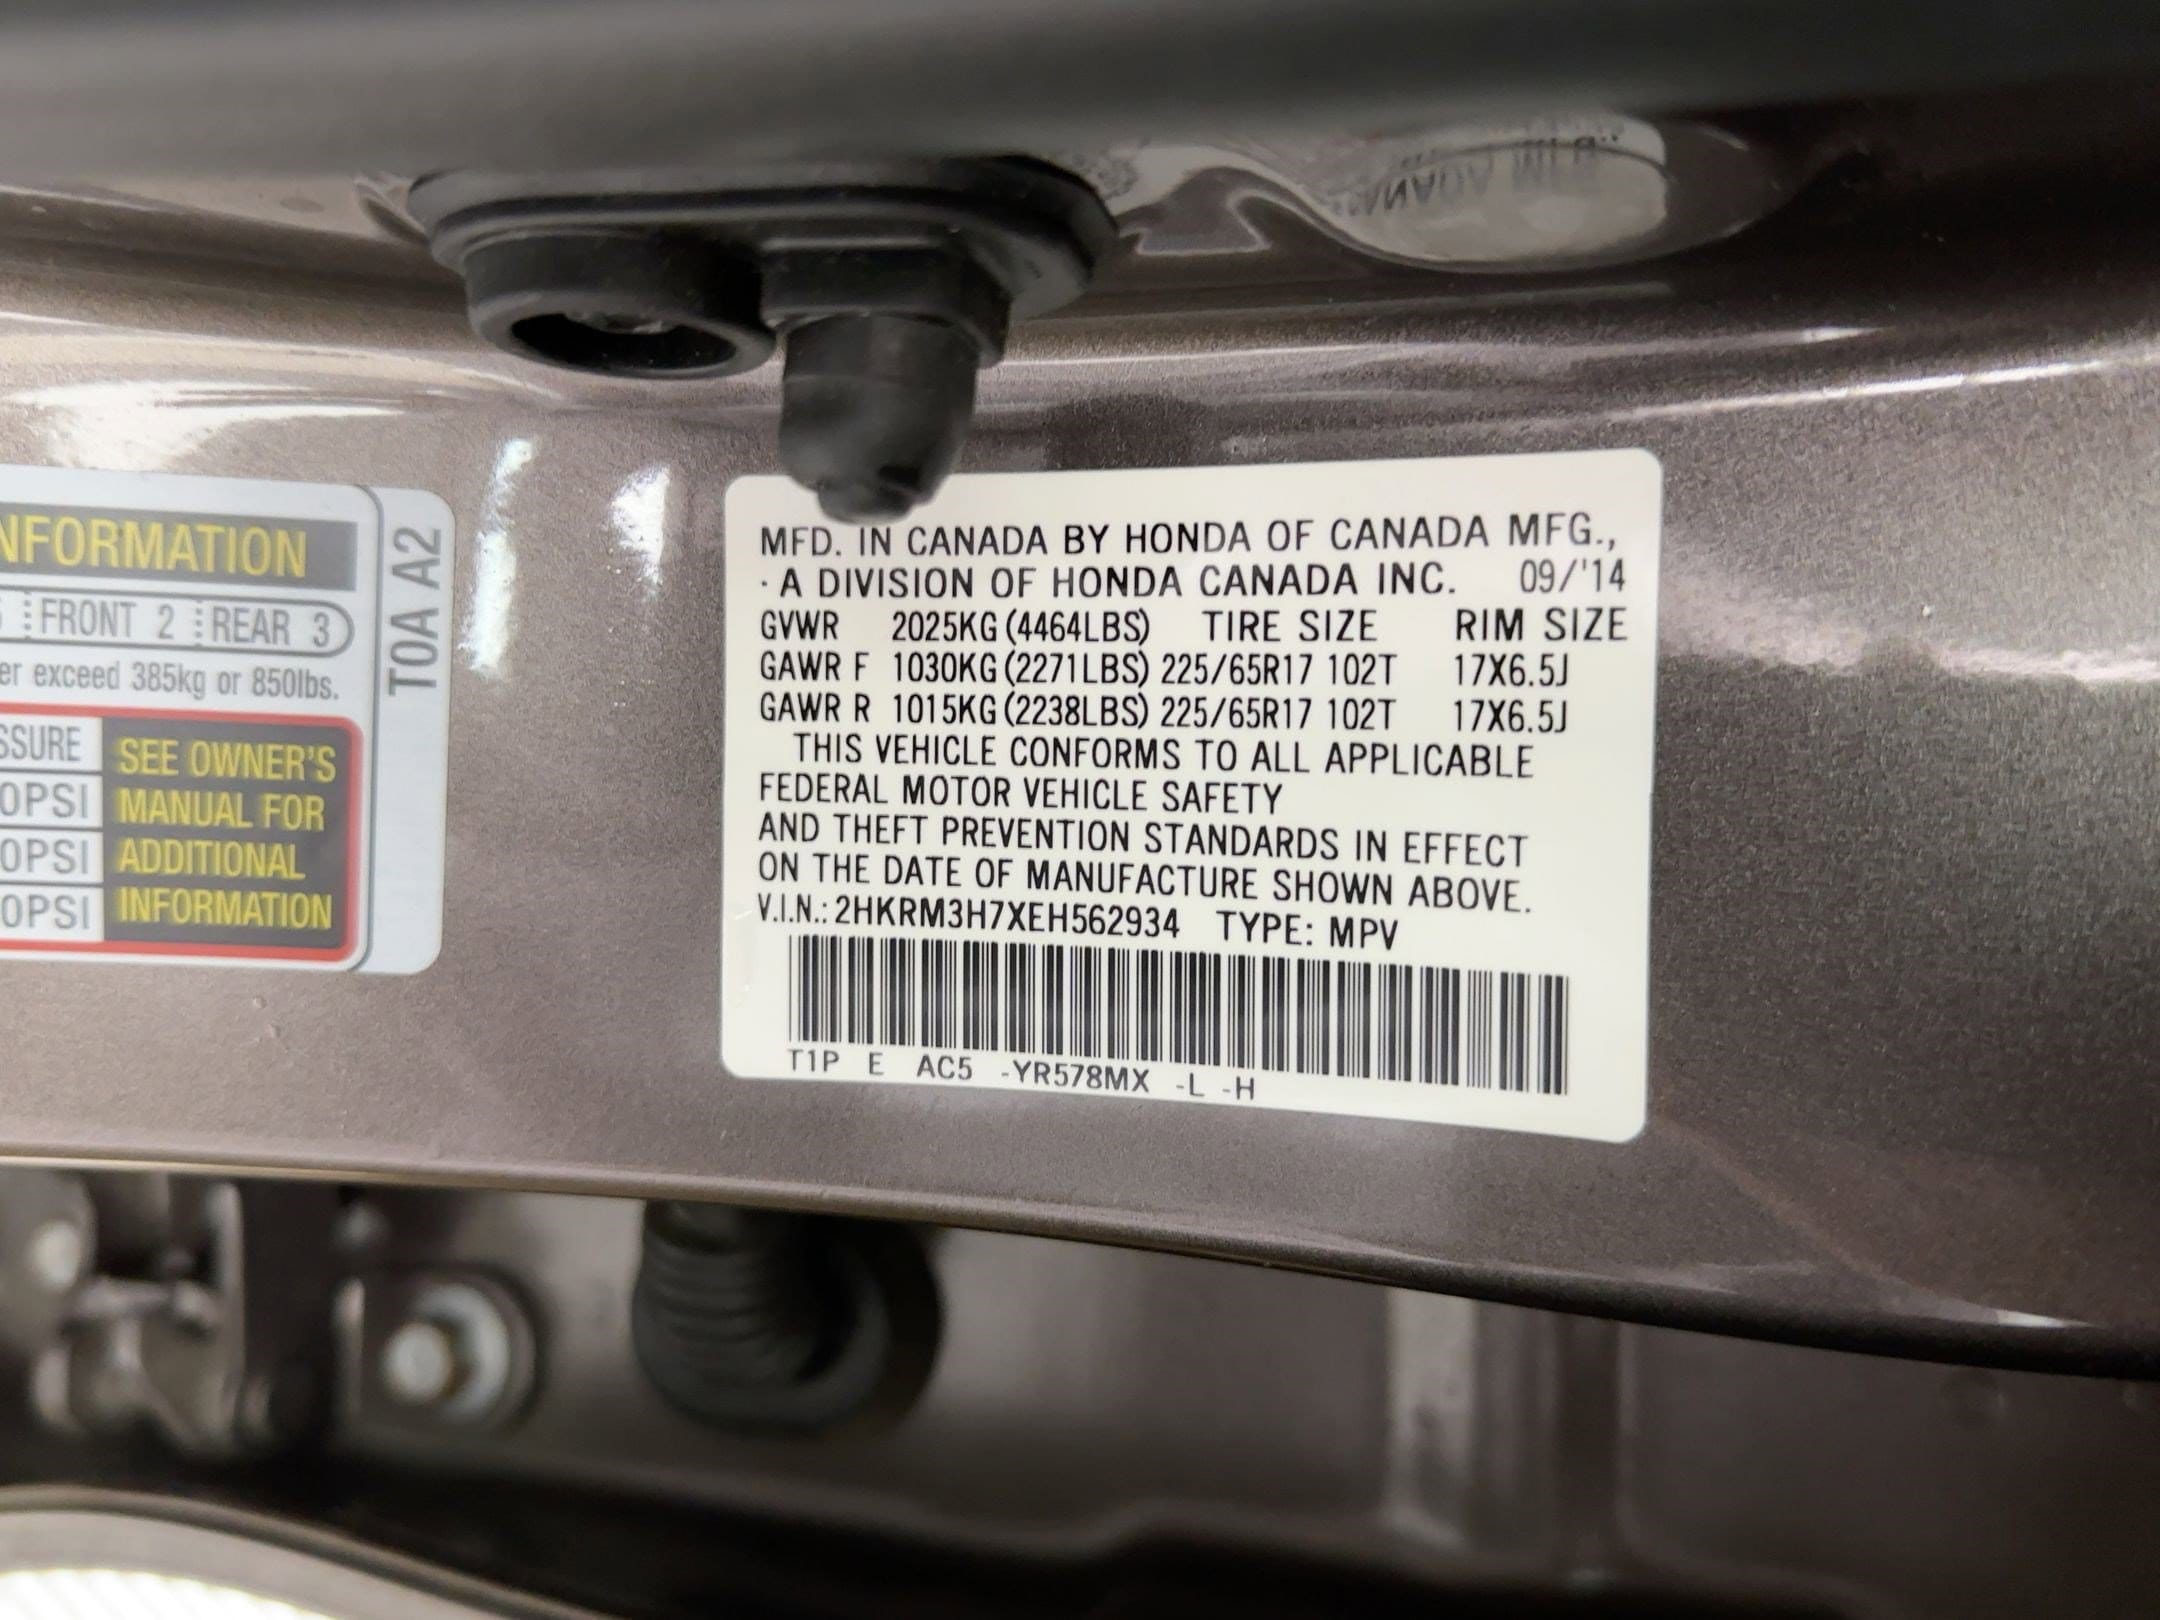 NFORMATION
FRONT 2 REAR 3
er exceed 385kg or 850lbs.
SSURE
0PSI
0PSI
0PSI
SEE OWNER'S
MANUAL FOR
ADDITIONAL
INFORMATION
T0A A2
MFD. IN CANADA BY HONDA OF CANADA MFG.,
· A DIVISION OF HONDA CANADA INC. 09/'14
GVWR 2025KG (4464LBS) TIRE SIZE RIM SIZE
GAWR F 1030KG (2271LBS) 225/65R17 102T 17X6.5J
GAWR R 1015KG (2238LBS) 225/65R17 102T 17X6.5J
THIS VEHICLE CONFORMS TO ALL APPLICABLE
FEDERAL MOTOR VEHICLE SAFETY
AND THEFT PREVENTION STANDARDS IN EFFECT
ON THE DATE OF MANUFACTURE SHOWN ABOVE.
V.I.N.: 2HKRM3H7XEH562934 TYPE: MPV
T1P E AC5 -YR578MX -L -H